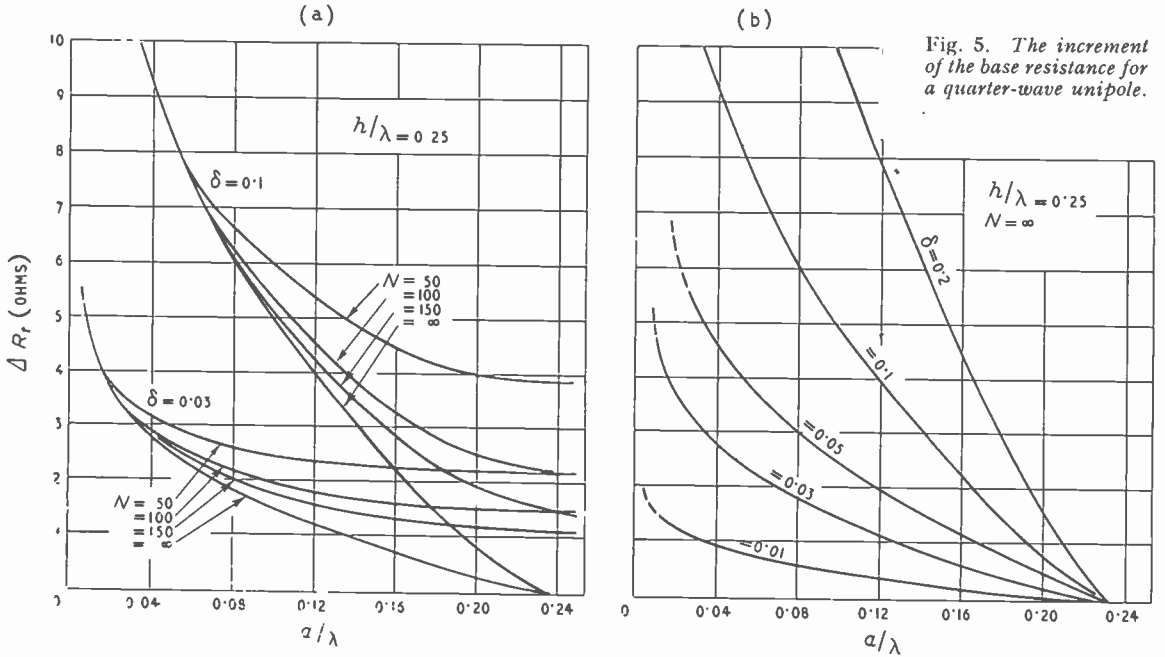 (a)
(b)
Fig. 5. The increment
of the base resistance for
a quarter-wave unipole.
10
9
8
7
6
5
4
3
2
Δ Rr (OHMS)
h/λ = 0·25
δ = 0·1
N = 50
= 100
= 150
= ∞
δ = 0·03
N = 50
= 100
= 150
= ∞
0·04
0·08
0·12
0·16
0·20
0·24
a/λ
h/λ = 0·25
N = ∞
δ = 0·2
= 0·1
= 0·05
= 0·03
= 0·01
0
0·04
0·08
0·12
0·16
0·20
0·24
a/λ